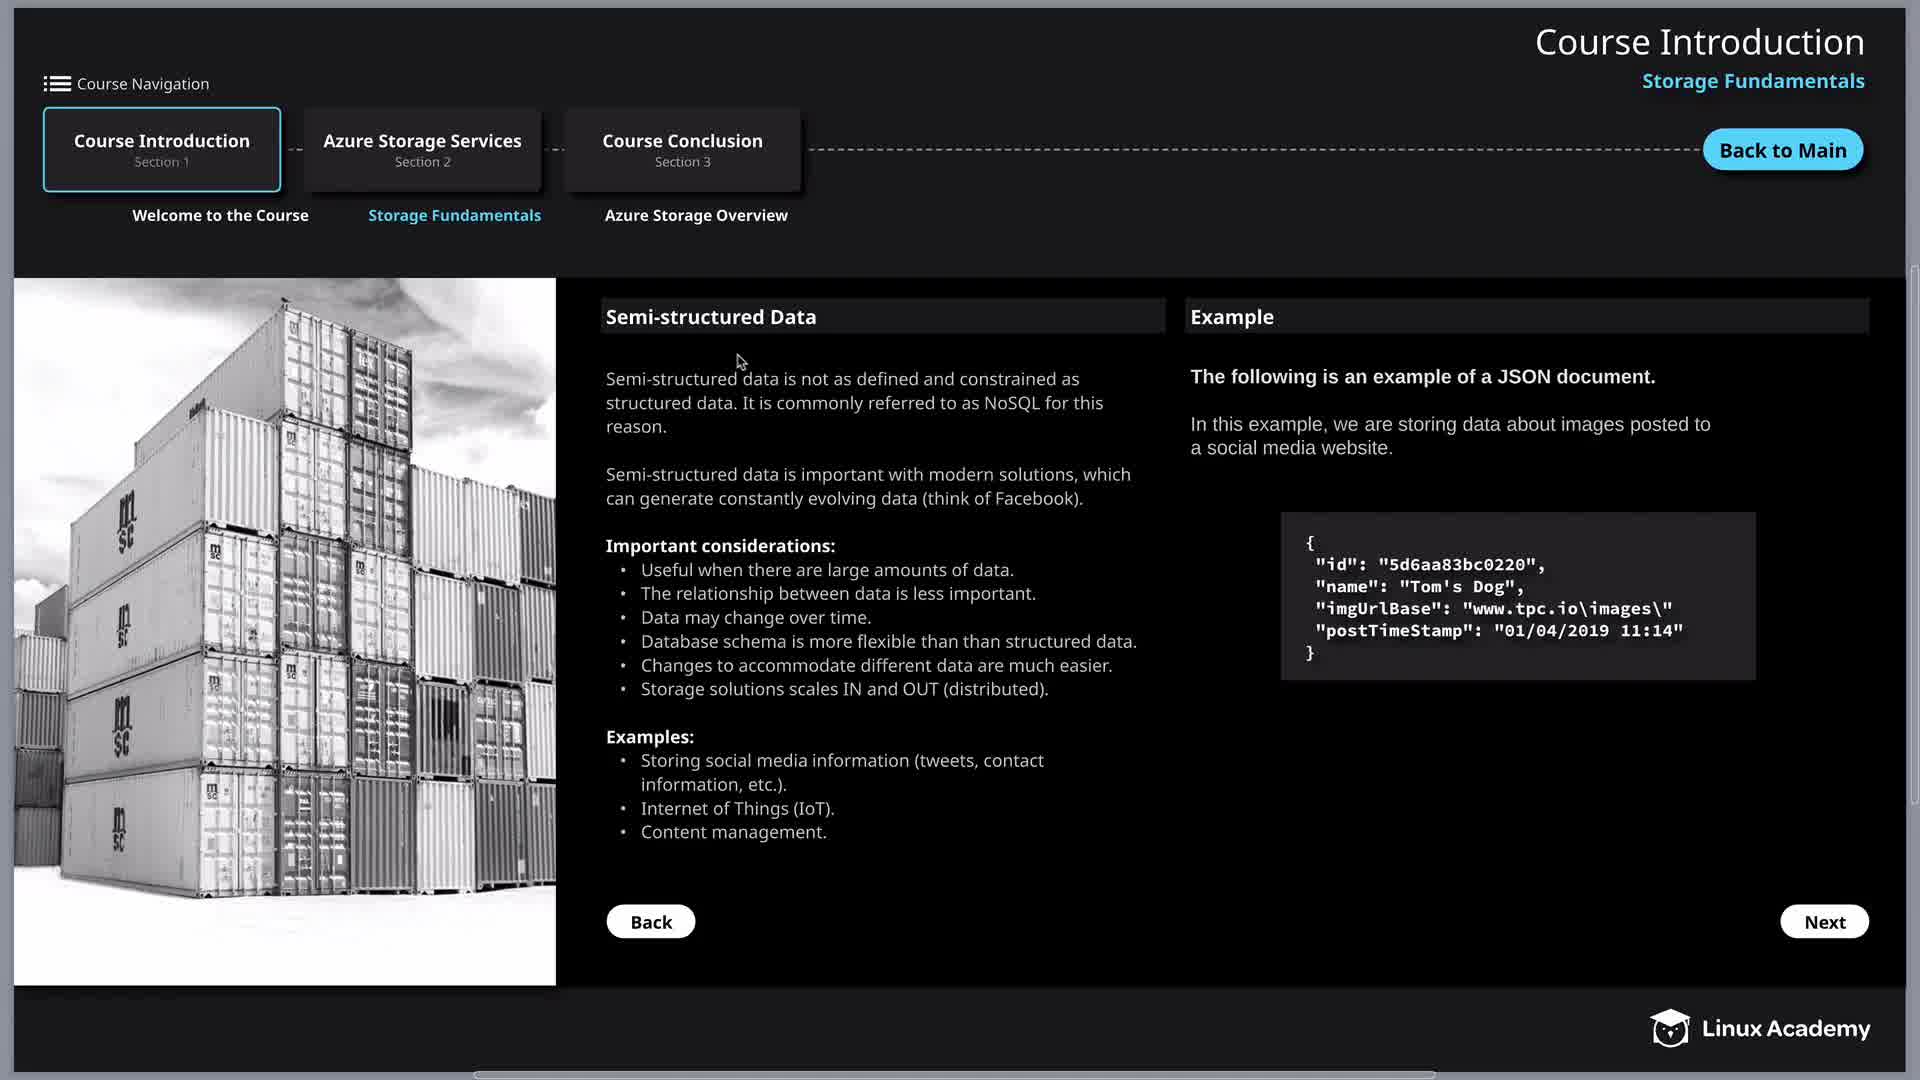 Course Introduction
Storage Fundamentals
Course Navigation
Course Introduction
Section 1
Azure Storage Services
Section 2
Course Conclusion
Section 3
Back to Main
Welcome to the Course
Storage Fundamentals
Azure Storage Overview
Semi-structured Data
Semi-structured data is not as defined and constrained as
structured data. It is commonly referred to as NoSQL for this
reason.
Semi-structured data is important with modern solutions, which
can generate constantly evolving data (think of Facebook).
Important considerations:
• Useful when there are large amounts of data.
• The relationship between data is less important.
• Data may change over time.
• Database schema is more flexible than than structured data.
• Changes to accommodate different data are much easier.
• Storage solutions scales IN and OUT (distributed).
Examples:
• Storing social media information (tweets, contact
information, etc.).
• Internet of Things (IoT).
• Content management.
Example
The following is an example of a JSON document.
In this example, we are storing data about images posted to
a social media website.
{
"id": "5d6aa83bc0220",
"name": "Tom's Dog",
"imgUrlBase": "www.tpc.io\images\"
"postTimeStamp": "01/04/2019 11:14"
}
Back
Next
Linux Academy
msc
msc
msc
msc